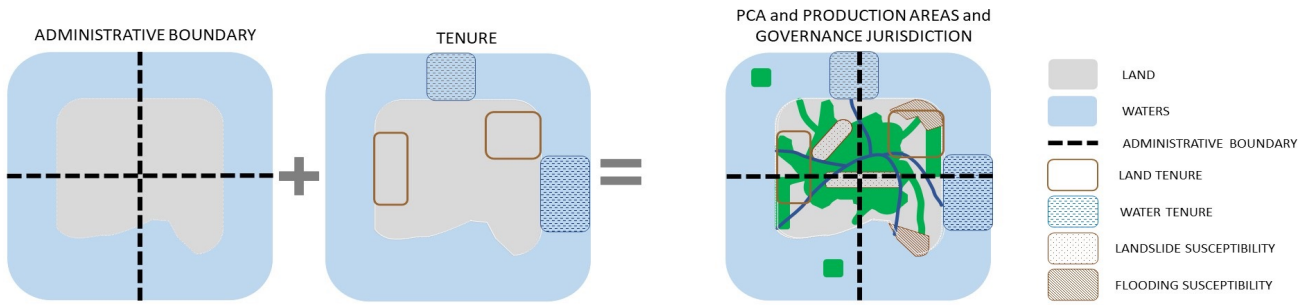 ADMINISTRATIVE BOUNDARY
TENURE
PCA and PRODUCTION AREAS and
GOVERNANCE JURISDICTION
LAND
WATERS
ADMINISTRATIVE BOUNDARY
LAND TENURE
WATER TENURE
LANDSLIDE SUSCEPTIBILITY
FLOODING SUSCEPTIBILITY